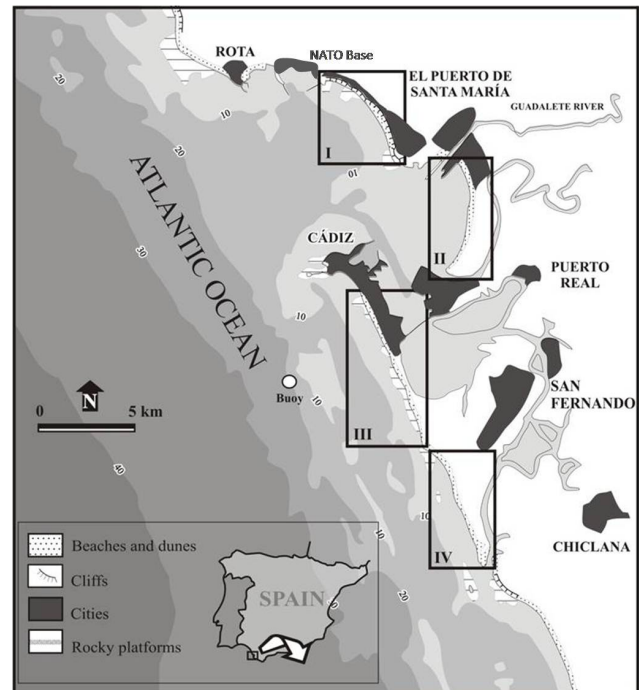 NATO Base
ROTA
EL PUERTO DE
SANTA MARÍA
GUADALETE RIVER
20
10
20
I
10
ATLANTIC OCEAN
30
CÁDIZ
II
PUERTO
REAL
10
Buoy
10
N
0 5 km
SAN
FERNANDO
III
40
10
10
IV
CHICLANA
20
Beaches and dunes
Cliffs
Cities
Rocky platforms
SPAIN